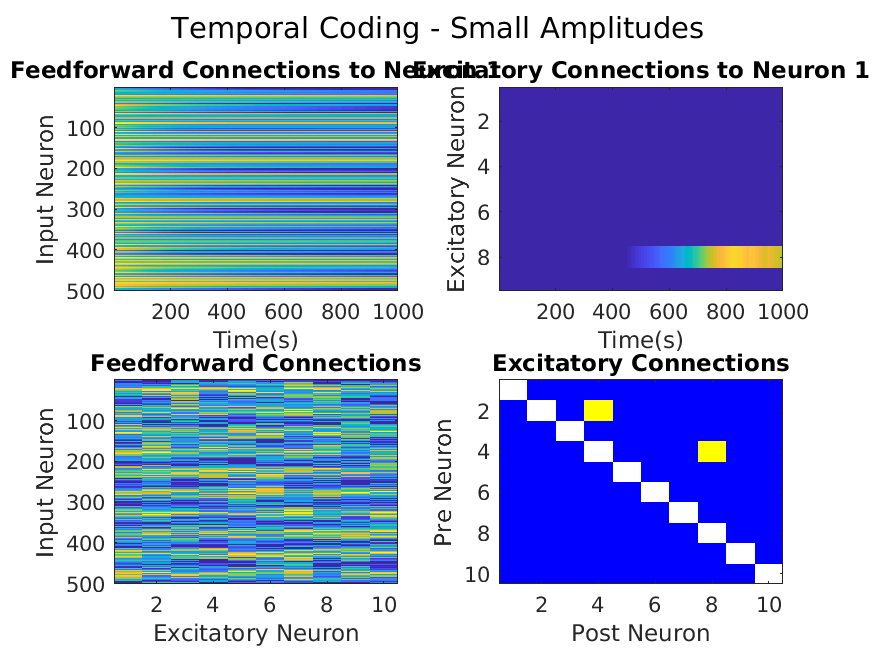 Temporal Coding - Small Amplitudes
Feedforward Connections to Neuron 1
Excitatory Connections to Neuron 1
Input Neuron
100
200
300
400
500
200 400 600 800 1000
Time(s)
Excitatory Neuron
2
4
6
8
200 400 600 800 1000
Time(s)
Feedforward Connections
Input Neuron
100
200
300
400
500
2 4 6 8 10
Excitatory Neuron
Excitatory Connections
Pre Neuron
2
4
6
8
10
2 4 6 8 10
Post Neuron